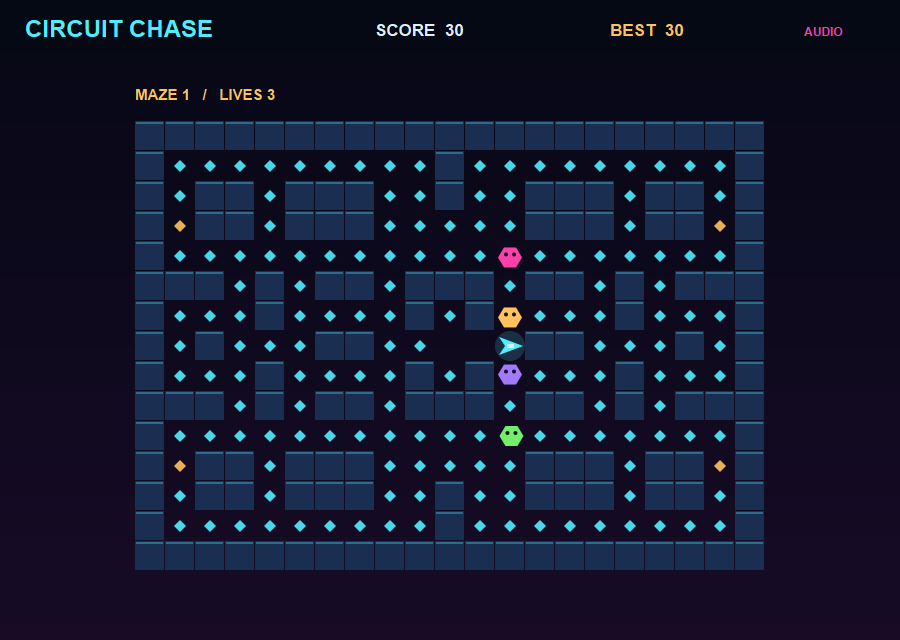 CIRCUIT CHASE
SCORE 30
BEST 30
AUDIO
MAZE 1 / LIVES 3